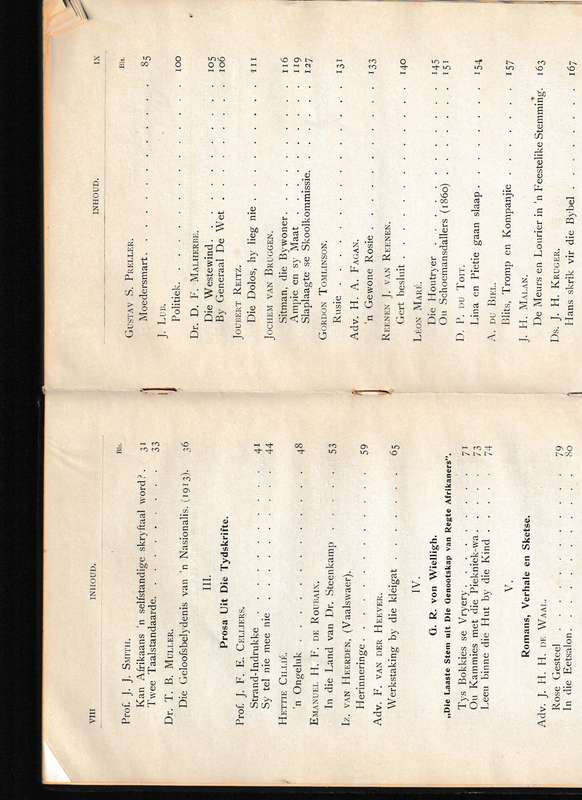 VIII INHOUD.
Bls.
Prof. J. J. SMITH.
Kan Afrikaans 'n selfstandige skryftaal word?. 31
Twee Taalstandaarde. . . . . . . . . 33
Dr. T. B. MULLER.
Die Geloofsbelydenis van 'n Nasionalis. (1913). 36
III.
Prosa Uit Die Tydskrifte.
Prof. J. F. E. CELLIERS.
Strand-Indrukke . . . . . . . . . . 41
Sy tel nie mee nie . . . . . . . . . . 44
HETTIE CILLIÉ.
'n Ongeluk . . . . . . . . . . . . 48
EMANUEL H. F. DE ROUBAIN.
In die Land van Dr. Steenkamp . . . . . . 53
IZ. VAN HEERDEN, (Vaalswaer).
Herinneringe. . . . . . . . . . . . 59
Adv. F. VAN DER HEEVER.
Werkstaking by die kleigat . . . . . . . 65
IV.
G. R. von Wielligh.
„Die Laaste Stem uit Die Genootskap van Regte Afrikaners”.
Tys Bokkies se Vryery. . . . . . . . . 71
Ou Kammies met die Piekniek-wa. . . . . . 73
Leeu binne die Hut by die Kind . . . . . . 74
V.
Romans, Verhale en Sketse.
Adv. J. H. H. DE WAAL.
Rose Gesteel . . . . . . . . . . . 79
In die Eetsalon. . . . . . . . . . . 80
INHOUD. IX
Bls.
GUSTAV S. PRELLER.
Moedersmart. . . . . . . . . . . . 85
J. LUB.
Politiek. . . . . . . . . . . . . 100
Dr. D. F. MALHERBE.
Die Westewind. . . . . . . . . . . 105
By Generaal De Wet . . . . . . . . . 106
JOUBERT REITZ.
Die Dolos, hy lieg nie . . . . . . . . . 111
JOCHEM VAN BRUGGEN.
Sitman, die Bywoner. . . . . . . . . . 116
Ampie en sy Maat . . . . . . . . . . 119
Slaplaagte se Skoolkommissie. . . . . . . 127
GORDON TOMLINSON.
Rusie . . . . . . . . . . . . . . 131
Adv. H. A. FAGAN.
'n Gewone Rosie . . . . . . . . . . 133
REENEN J. VAN REENEN.
Gert besluit . . . . . . . . . . . . 140
LÉON MARÉ.
Die Houtryer . . . . . . . . . . . 145
Ou Schoemansdallers (1860) . . . . . . . 151
D. P. DU TOIT.
Lina en Pietie gaan slaap. . . . . . . . . 154
A. DU BIEL.
Blits, Tromp en Kompanjie . . . . . . . 157
J. H. MALAN.
De Meurs en Lourier in 'n Feestelike Stemming. 163
Ds. J. H. KRUGER.
Hans skrik vir die Bybel . . . . . . . . 167